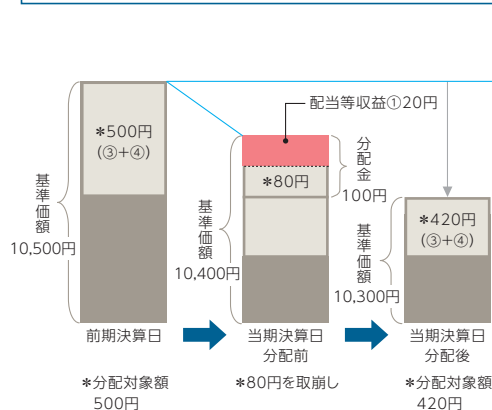 *500円
(③+④)
基準価額
10,500円
前期決算日
*分配対象額
500円
配当等収益①20円
*80円
分配金
100円
基準価額
10,400円
当期決算日
分配前
*80円を取崩し
*420円
(③+④)
基準価額
10,300円
当期決算日
分配後
*分配対象額
420円